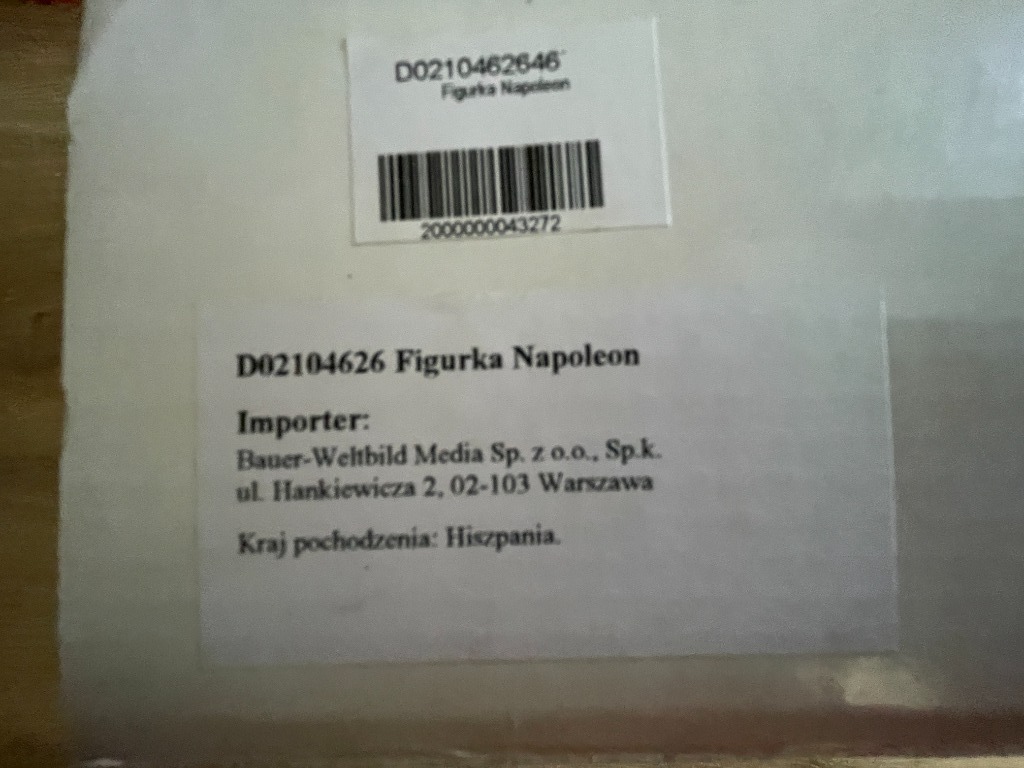 D0210462646
Figurka Napoleon
2000000043272
D02104626 Figurka Napoleon
Importer:
Bauer-Weltbild Media Sp. z o.o., Sp.k.
ul. Hankiewicza 2, 02-103 Warszawa
Kraj pochodzenia: Hiszpania.